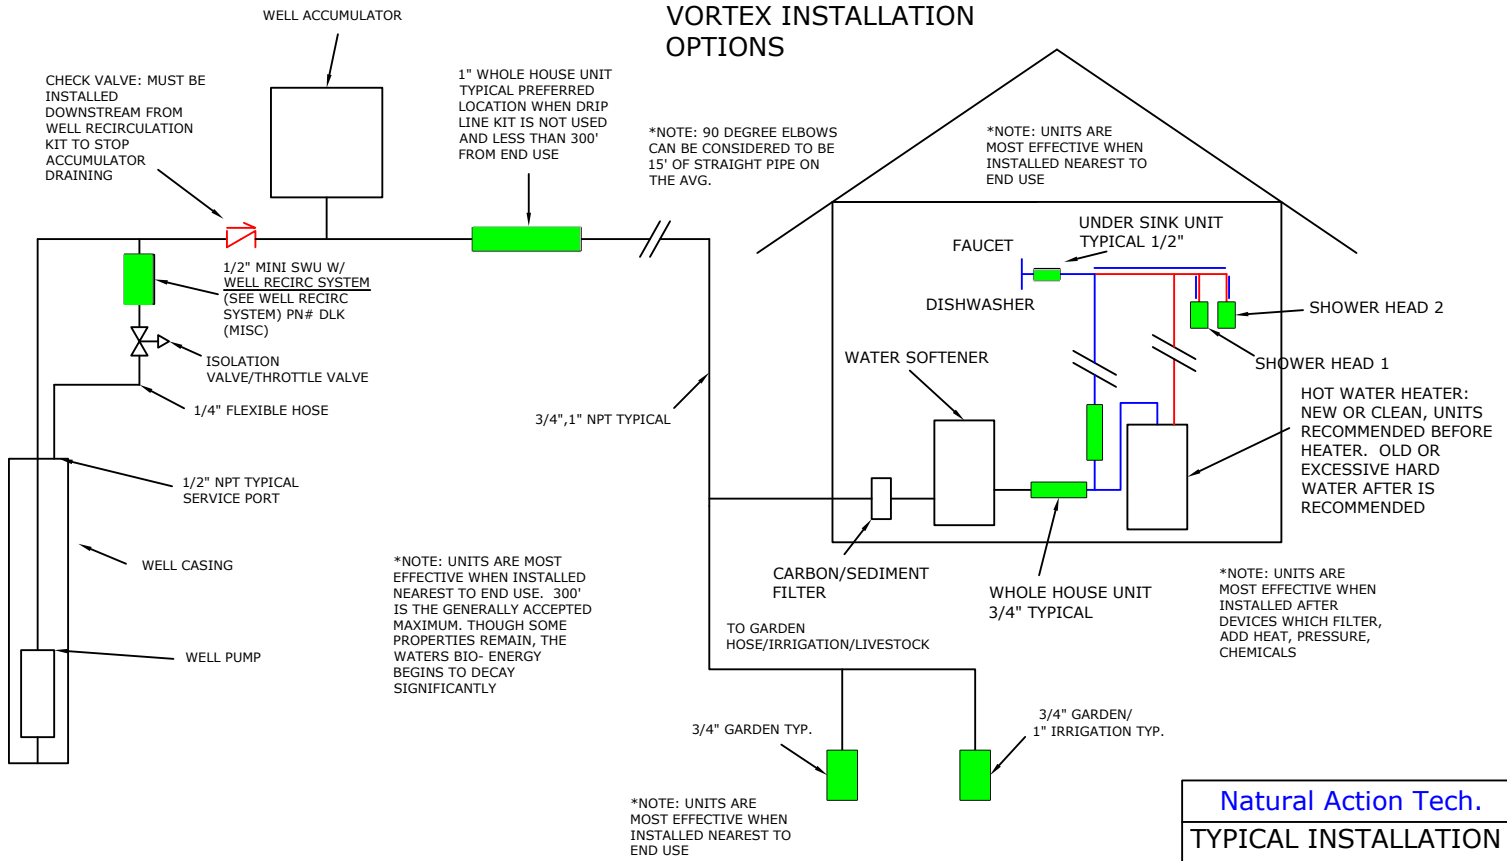 VORTEX INSTALLATION
OPTIONS
WELL ACCUMULATOR
CHECK VALVE: MUST BE
INSTALLED
DOWNSTREAM FROM
WELL RECIRCULATION
KIT TO STOP
ACCUMULATOR
DRAINING
1" WHOLE HOUSE UNIT
TYPICAL PREFERRED
LOCATION WHEN DRIP
LINE KIT IS NOT USED
AND LESS THAN 300'
FROM END USE
*NOTE: 90 DEGREE ELBOWS
CAN BE CONSIDERED TO BE
15' OF STRAIGHT PIPE ON
THE AVG.
*NOTE: UNITS ARE
MOST EFFECTIVE WHEN
INSTALLED NEAREST TO
END USE
1/2" MINI SWU W/
WELL RECIRC SYSTEM
(SEE WELL RECIRC
SYSTEM) PN# DLK
(MISC)
ISOLATION
VALVE/THROTTLE VALVE
1/4" FLEXIBLE HOSE
1/2" NPT TYPICAL
SERVICE PORT
WELL CASING
WELL PUMP
3/4",1" NPT TYPICAL
*NOTE: UNITS ARE MOST
EFFECTIVE WHEN INSTALLED
NEAREST TO END USE. 300'
IS THE GENERALLY ACCEPTED
MAXIMUM. THOUGH SOME
PROPERTIES REMAIN, THE
WATERS BIO- ENERGY
BEGINS TO DECAY
SIGNIFICANTLY
FAUCET
UNDER SINK UNIT
TYPICAL 1/2"
DISHWASHER
SHOWER HEAD 2
SHOWER HEAD 1
WATER SOFTENER
HOT WATER HEATER:
NEW OR CLEAN, UNITS
RECOMMENDED BEFORE
HEATER. OLD OR
EXCESSIVE HARD
WATER AFTER IS
RECOMMENDED
CARBON/SEDIMENT
FILTER
WHOLE HOUSE UNIT
3/4" TYPICAL
*NOTE: UNITS ARE
MOST EFFECTIVE WHEN
INSTALLED AFTER
DEVICES WHICH FILTER,
ADD HEAT, PRESSURE,
CHEMICALS
TO GARDEN
HOSE/IRRIGATION/LIVESTOCK
3/4" GARDEN TYP.
3/4" GARDEN/
1" IRRIGATION TYP.
*NOTE: UNITS ARE
MOST EFFECTIVE WHEN
INSTALLED NEAREST TO
END USE
Natural Action Tech.
TYPICAL INSTALLATION